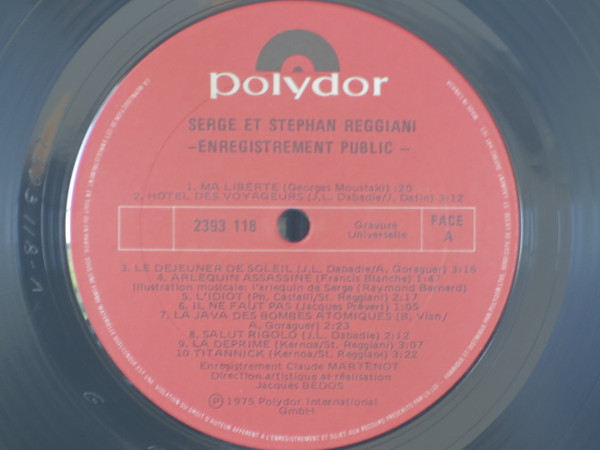 polydor
SERGE ET STEPHAN REGGIANI
-ENREGISTREMENT PUBLIC -
1. MA LIBERTE (Georges Moustaki) :20
2. HOTEL DES VOYAGEURS (J.L. Dabadie/J. Datin) 3:12
2393 118
Gravure
Universelle
FACE
A
3. LE DEJEUNER DE SOLEIL (J.L. Dabadie/A. Goraguer) 3:16
4. ARLEQUIN ASSASSINE (Francis Blanche) 1:47
Illustration musicale: l'arlequin de Serge (Raymond Bernard)
5. L'IDIOT (Ph. Castelli/St. Reggiani) 2:17
6. IL NE FAUT PAS (Jacques Prévert) 1:05
7. LA JAVA DES BOMBES ATOMIQUES (B. Vian/
A. Goraguer) 2:23
8. SALUT RIGOLO (J.L. Dabadie) 2:12
9. LA DEPRIME (Kernoa/St. Reggiani) 3:07
10 TITANNICK (Kernoa/St. Reggiani) 3:22
Enregistrement Claude MARTENOT
Direction artistique et réalisation
Jacques BEDOS
℗ 1975 Polydor International
GmbH